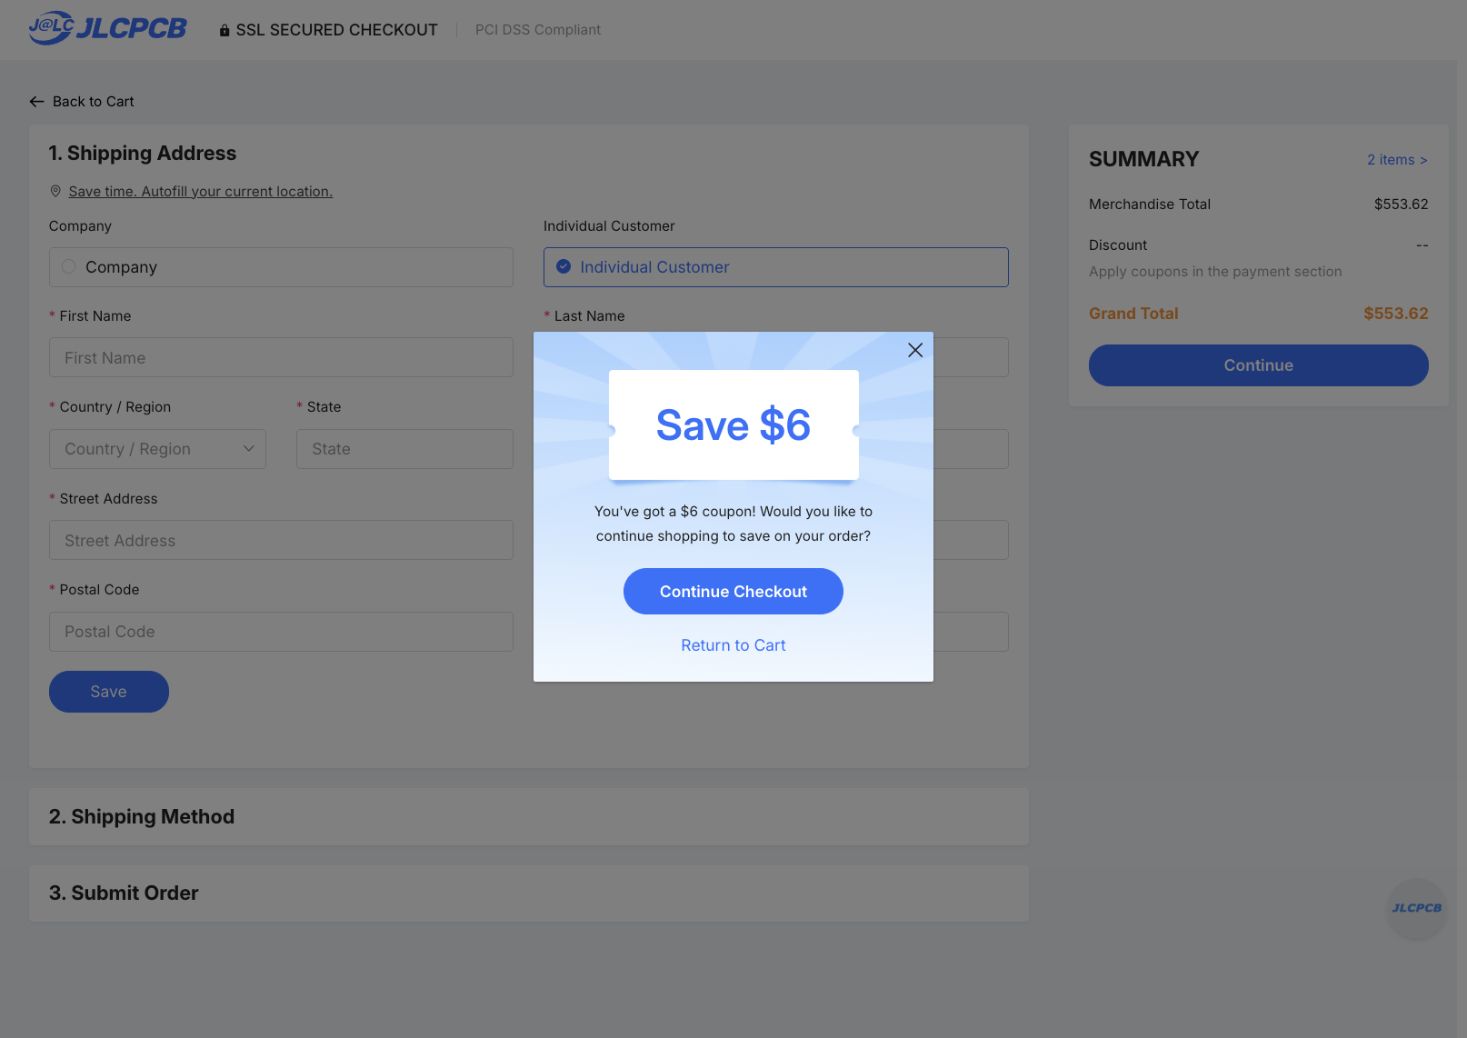 J@LC JLCPCB
SSL SECURED CHECKOUT
PCI DSS Compliant
Back to Cart
1. Shipping Address
Save time. Autofill your current location.
Company
Individual Customer
Company
Individual Customer
* First Name
* Last Name
First Name
* Country / Region
* State
Country / Region
State
* Street Address
Street Address
* Postal Code
Postal Code
Save
2. Shipping Method
3. Submit Order
SUMMARY
2 items >
Merchandise Total
$553.62
Discount
--
Apply coupons in the payment section
Grand Total
$553.62
Continue
Save $6
You've got a $6 coupon! Would you like to
continue shopping to save on your order?
Continue Checkout
Return to Cart
JLCPCB